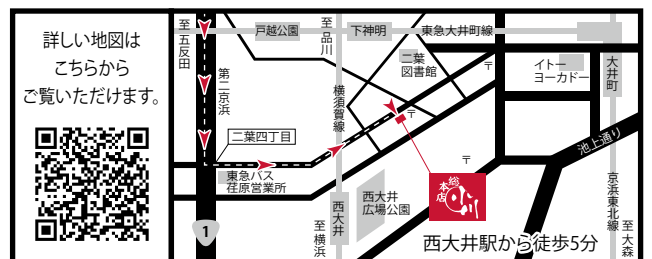 詳しい地図は
こちらから
ご覧いただけます。
至五反田
第二京浜
戸越公園
至品川
下神明
東急大井町線
二葉
図書館
〒
イトー
ヨーカドー
大井町
横須賀線
〒
二葉四丁目
東急バス
荏原営業所
池上通り
〒
総本店
小川
西大井
広場公園
西大井
至横浜
京浜東北線
至大森
1
西大井駅から徒歩5分